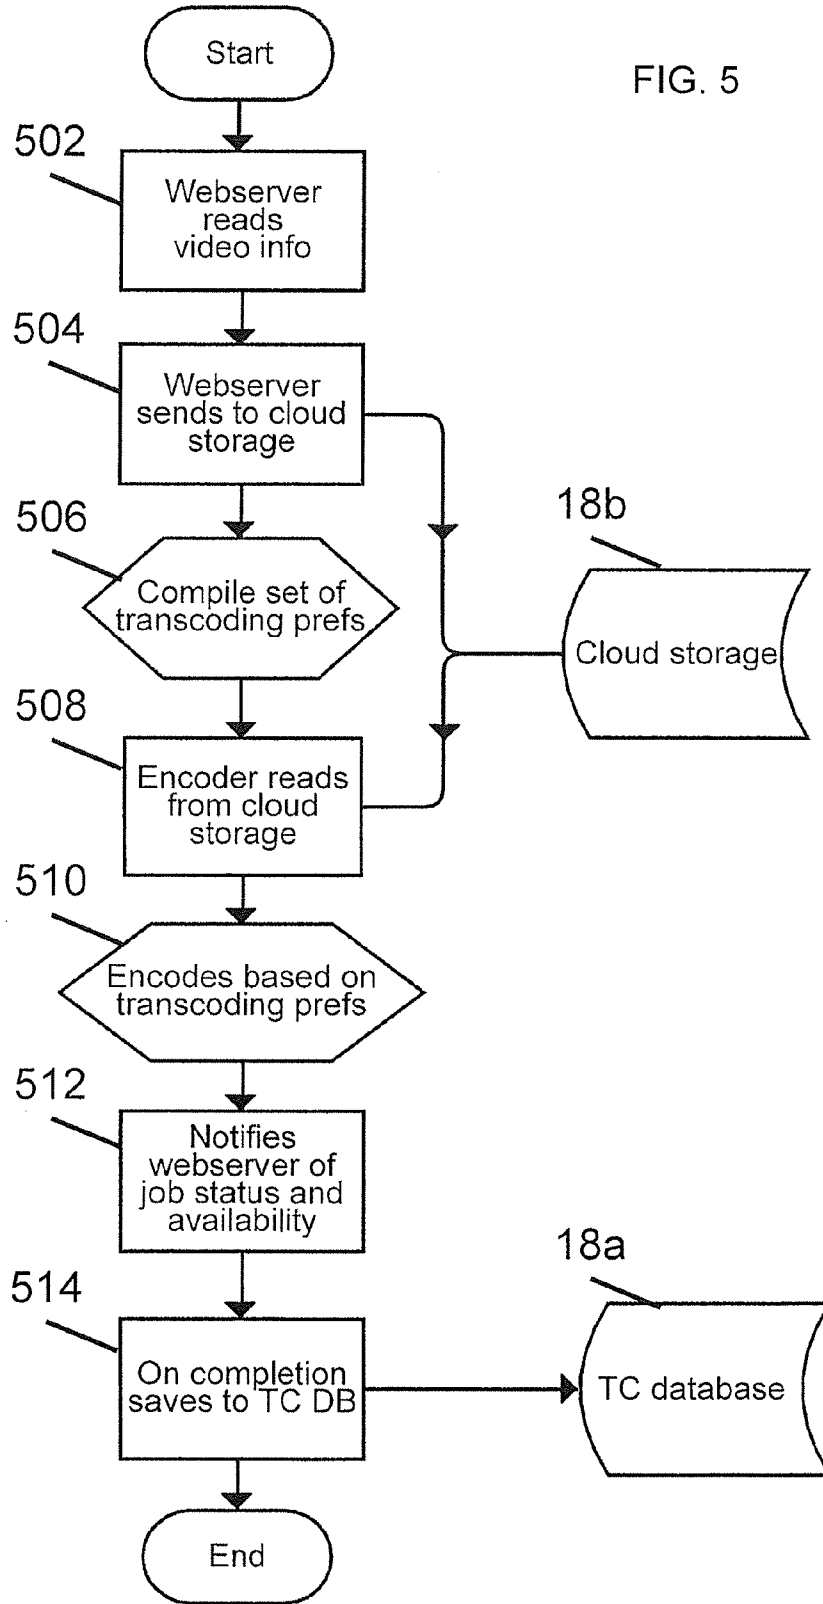 Start
FIG. 5
502
Webserver
reads
video info
504
Webserver
sends to cloud
storage
506
Compile set of
transcoding prefs
18b
Cloud storage
508
Encoder reads
from cloud
storage
510
Encodes based on
transcoding prefs
512
Notifies
webserver of
job status and
availability
514
On completion
saves to TC DB
18a
TC database
End